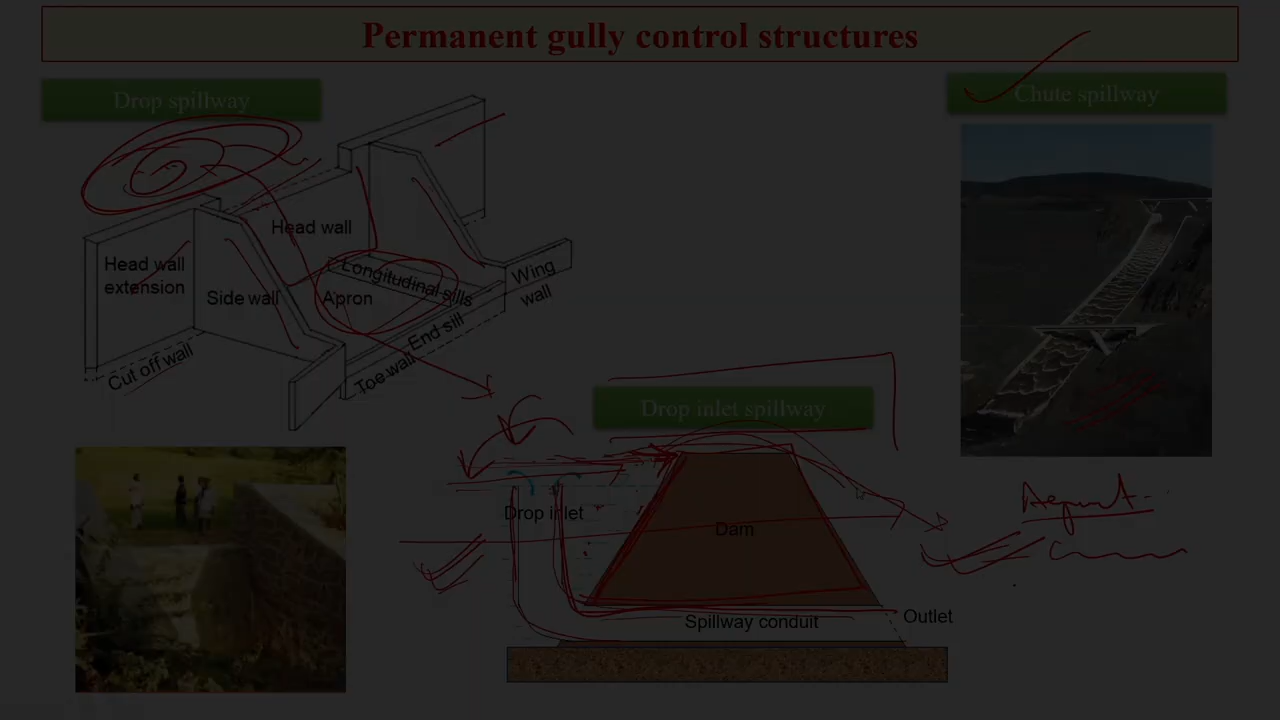 Permanent gully control structures
Drop spillway
Chute spillway
Head wall
Head wall
extension
Side wall
Apron
Longitudinal sills
Wing
wall
End sill
Toe wall
Cut off wall
Drop inlet spillway
Drop inlet
Dam
Spillway conduit
Outlet